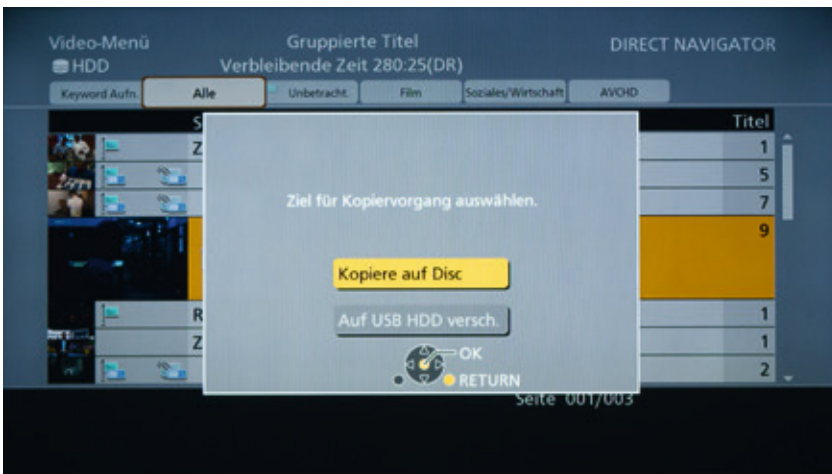 Video-Menü Gruppierte Titel DIRECT NAVIGATOR
HDD Verbleibende Zeit 280:25(DR)
Keyword Aufn. Alle Unbetracht. Film Soziales/Wirtschaft AVCHD
S Titel
Z 1
5
7
9
Ziel für Kopiervorgang auswählen.
Kopiere auf Disc
R 1
Auf USB HDD versch.
Z 1
OK
2
RETURN
Seite 001/003